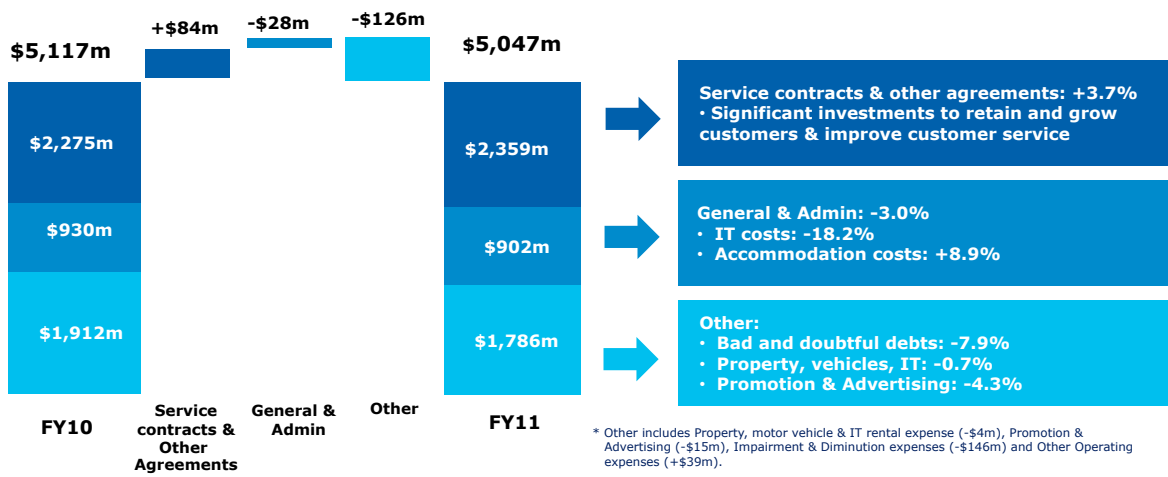 +$84m
-$28m
-$126m
$5,117m
$5,047m
$2,275m
$930m
$1,912m
$2,359m
$902m
$1,786m
FY10
Service
contracts &
Other
Agreements
General &
Admin
Other
FY11
Service contracts & other agreements: +3.7%
• Significant investments to retain and grow
customers & improve customer service
General & Admin: -3.0%
• IT costs: -18.2%
• Accommodation costs: +8.9%
Other:
• Bad and doubtful debts: -7.9%
• Property, vehicles, IT: -0.7%
• Promotion & Advertising: -4.3%
* Other includes Property, motor vehicle & IT rental expense (-$4m), Promotion &
Advertising (-$15m), Impairment & Diminution expenses (-$146m) and Other Operating
expenses (+$39m).